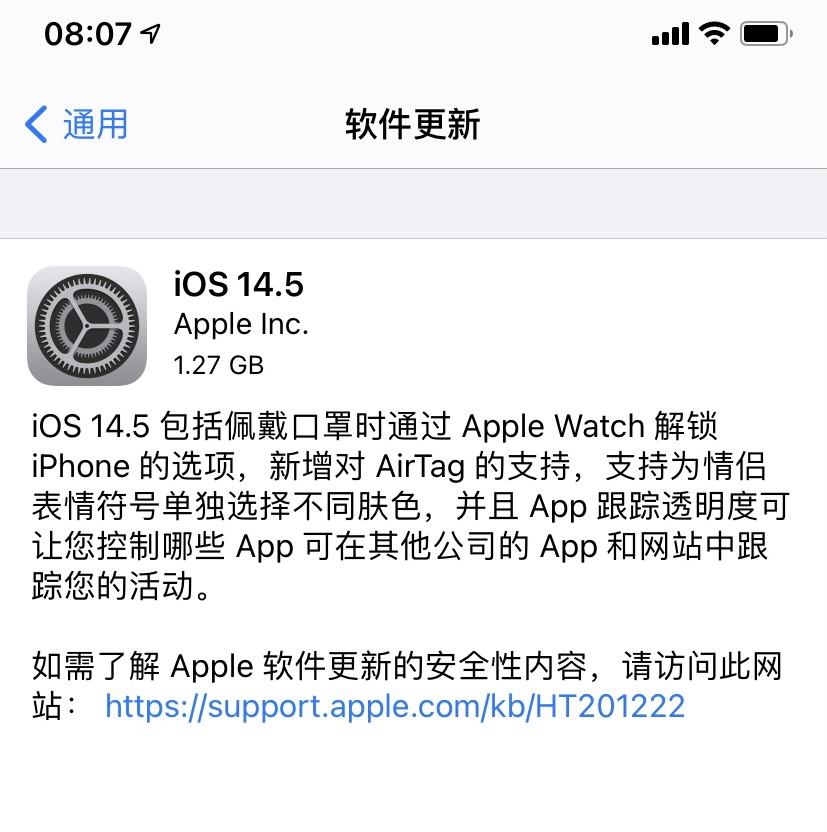 08:07
通用
软件更新
iOS 14.5
Apple Inc.
1.27 GB
iOS 14.5 包括佩戴口罩时通过 Apple Watch 解锁
iPhone 的选项，新增对 AirTag 的支持，支持为情侣
表情符号单独选择不同肤色，并且 App 跟踪透明度可
让您控制哪些 App 可在其他公司的 App 和网站中跟
踪您的活动。
如需了解 Apple 软件更新的安全性内容，请访问此网
站： https://support.apple.com/kb/HT201222